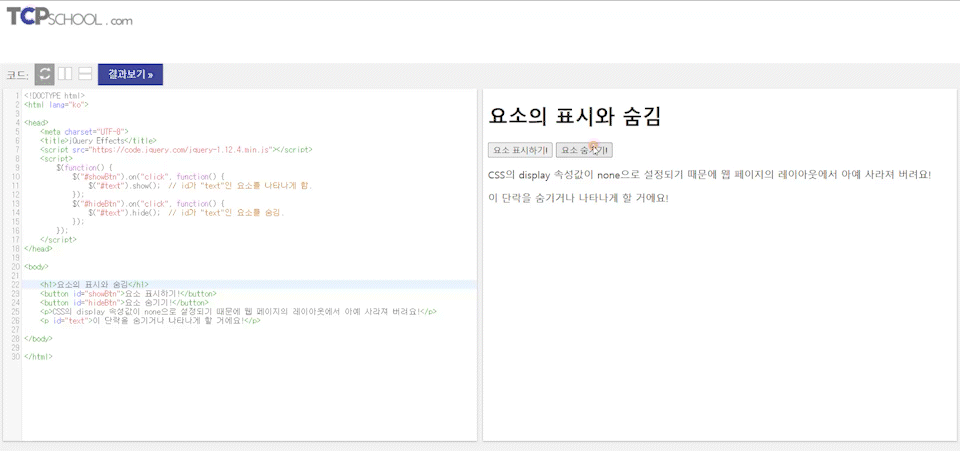 TCPSCHOOL.com
코드:
결과보기 »
1 <!DOCTYPE html>
2 <html lang="ko">
3
4 <head>
5 <meta charset="UTF-8">
6 <title>jQuery Effects</title>
7 <script src="https://code.jquery.com/jquery-1.12.4.min.js"></script>
8 <script>
9 $(function() {
10 $("#showBtn").on("click", function() {
11 $("#text").show(); // id가 "text"인 요소를 나타나게 함.
12 });
13 $("#hideBtn").on("click", function() {
14 $("#text").hide(); // id가 "text"인 요소를 숨김.
15 });
16 });
17 </script>
18 </head>
19
20 <body>
21
22 <h1>요소의 표시와 숨김</h1>
23 <button id="showBtn">요소 표시하기!</button>
24 <button id="hideBtn">요소 숨기기!</button>
25 <p>CSS의 display 속성값이 none으로 설정되기 때문에 웹 페이지의 레이아웃에서 아예 사라져 버려요!</p>
26 <p id="text">이 단락을 숨기거나 나타나게 할 거에요!</p>
27
28 </body>
29
30 </html>
요소의 표시와 숨김
요소 표시하기! 요소 숨기기!
CSS의 display 속성값이 none으로 설정되기 때문에 웹 페이지의 레이아웃에서 아예 사라져 버려요!
이 단락을 숨기거나 나타나게 할 거에요!